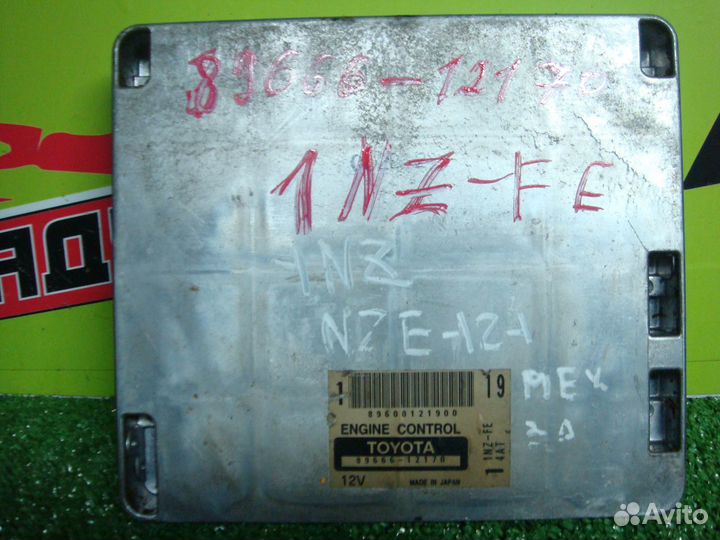 89666-12170
1NZ-FE
1NZ
NZE-121
1 19
89600121900
ENGINE CONTROL
TOYOTA
89666-12170
12V MADE IN JAPAN
1NZ-FE
4AT
1
Avito